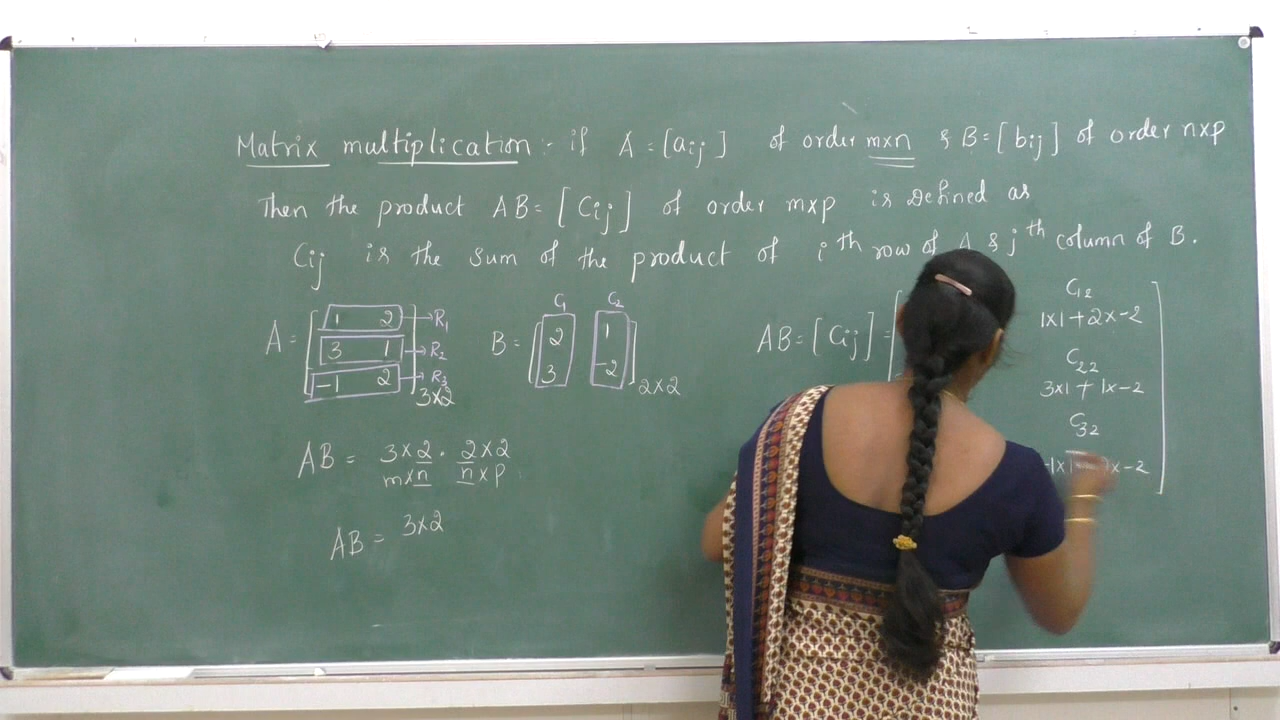 Matrix multiplication :- if A = [aij] of order mxn & B = [bij] of order nxp
Then the product AB = [Cij] of order mxp is Defined as
Cij is the sum of the product of i th row of A & j th column of B.
A = [ 1 2 → R1
3 1 → R2
-1 2 → R3 ] 3x2
B = [ C1 C2
2 1
3 -2 ] 2x2
AB = 3x2 . 2x2
mxn nxp
AB = 3x2
AB = [Cij] = [
C12
1x1 + 2x-2
C22
3x1 + 1x-2
C32
-1x1 x-2 ]